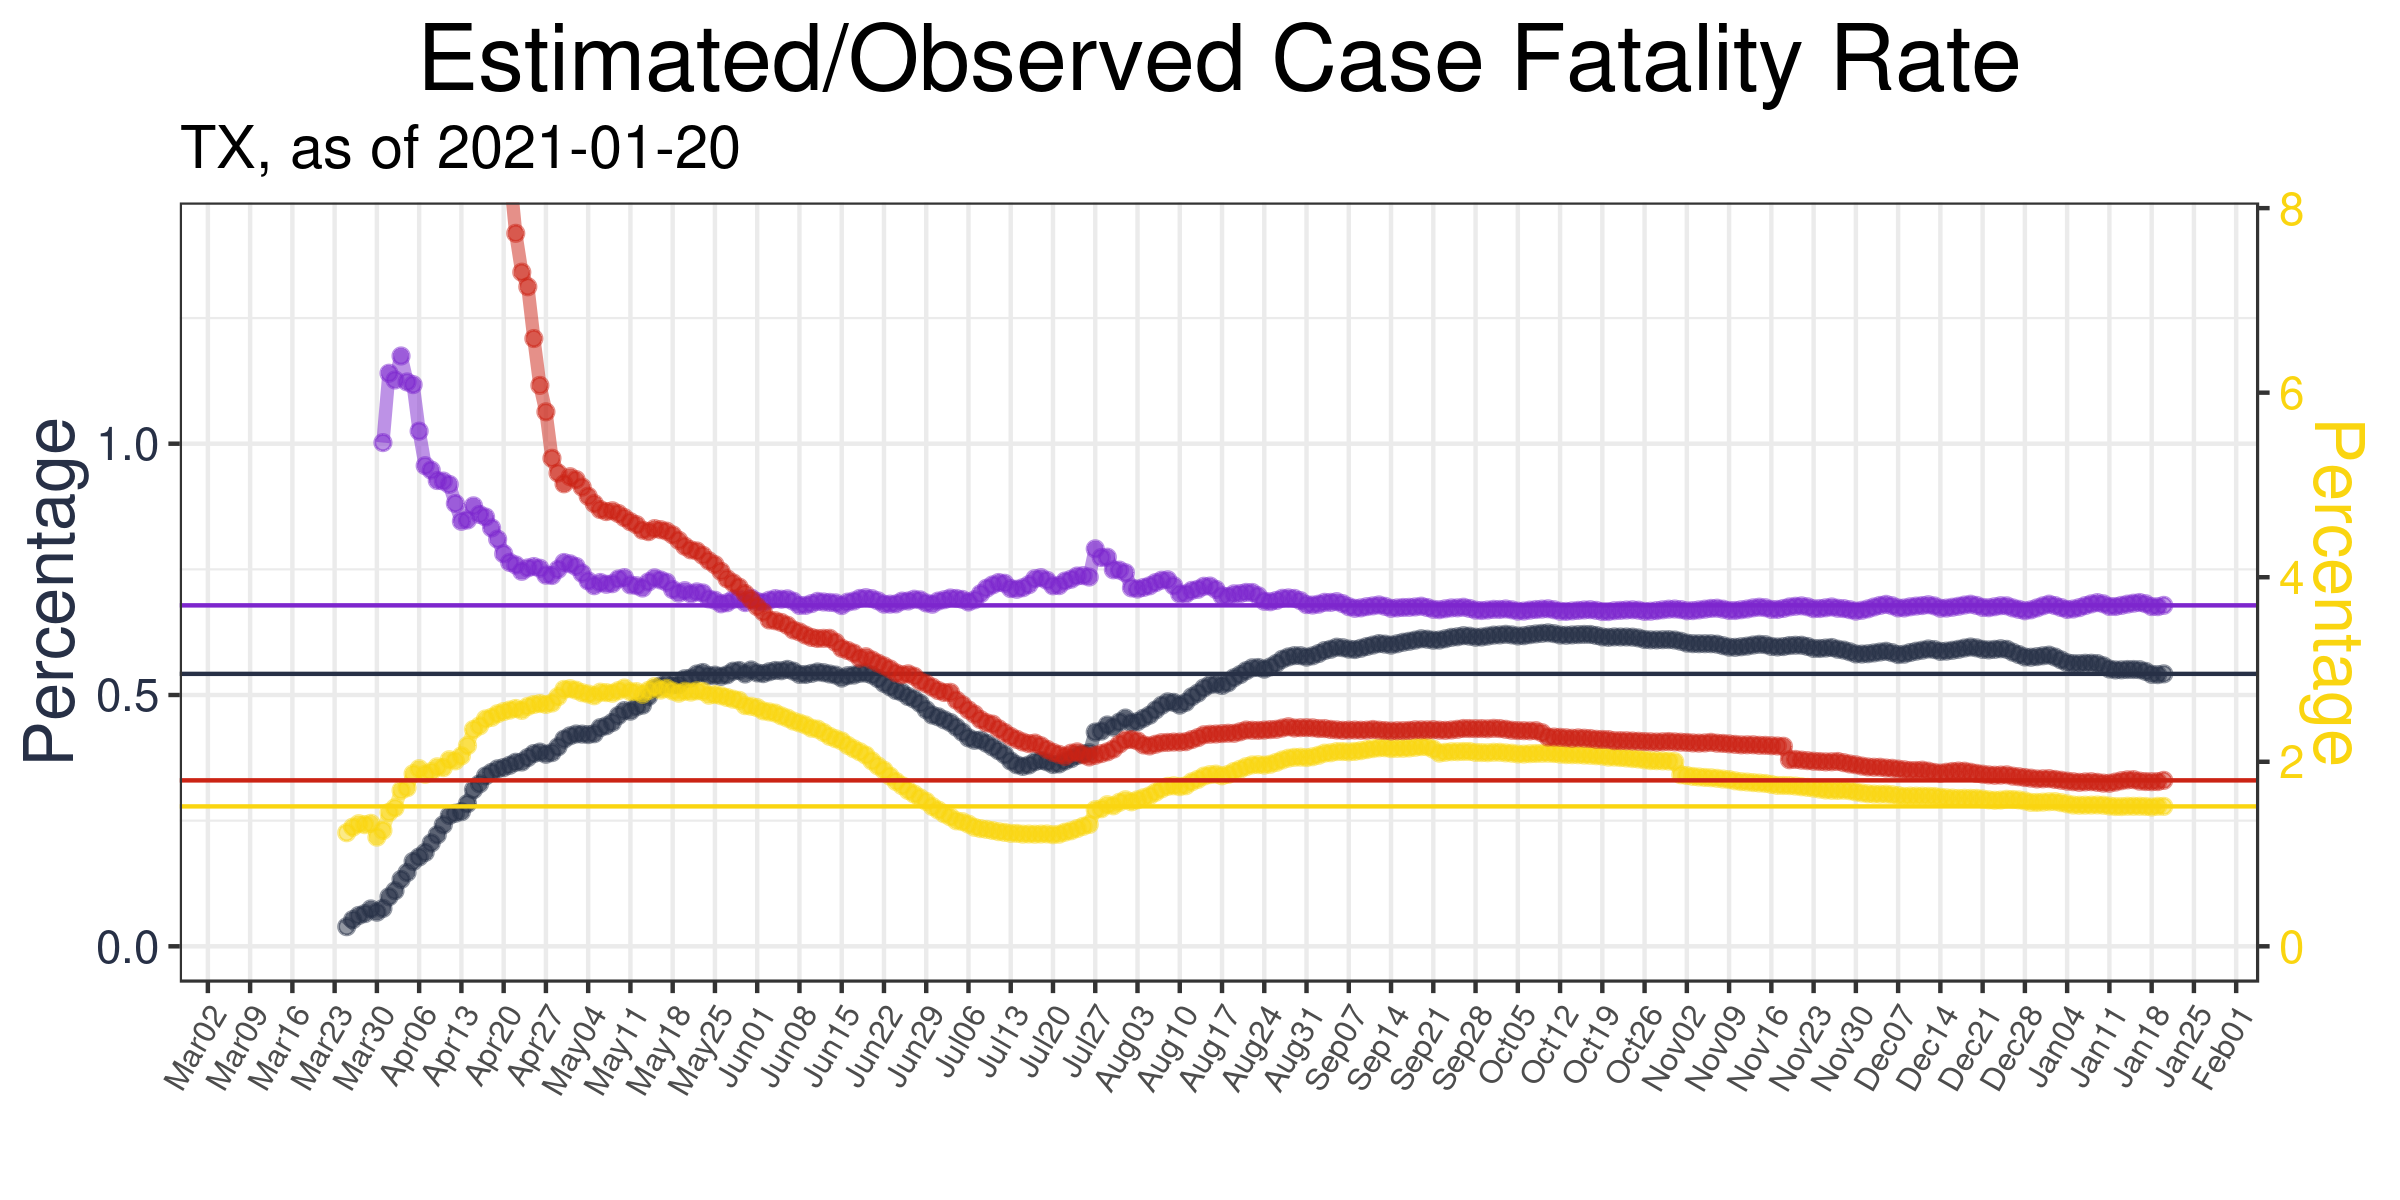 Estimated/Observed Case Fatality Rate
TX, as of 2021-01-20
Percentage
1.0
0.5
0.0
8
6
4
2
0
Percentage
Mar02 Mar09 Mar16 Mar23 Mar30 Apr06 Apr13 Apr20 Apr27 May04 May11 May18 May25 Jun01 Jun08 Jun15 Jun22 Jun29 Jul06 Jul13 Jul20 Jul27 Aug03 Aug10 Aug17 Aug24 Aug31 Sep07 Sep14 Sep21 Sep28 Oct05 Oct12 Oct19 Oct26 Nov02 Nov09 Nov16 Nov23 Nov30 Dec07 Dec14 Dec21 Dec28 Jan04 Jan11 Jan18 Jan25 Feb01